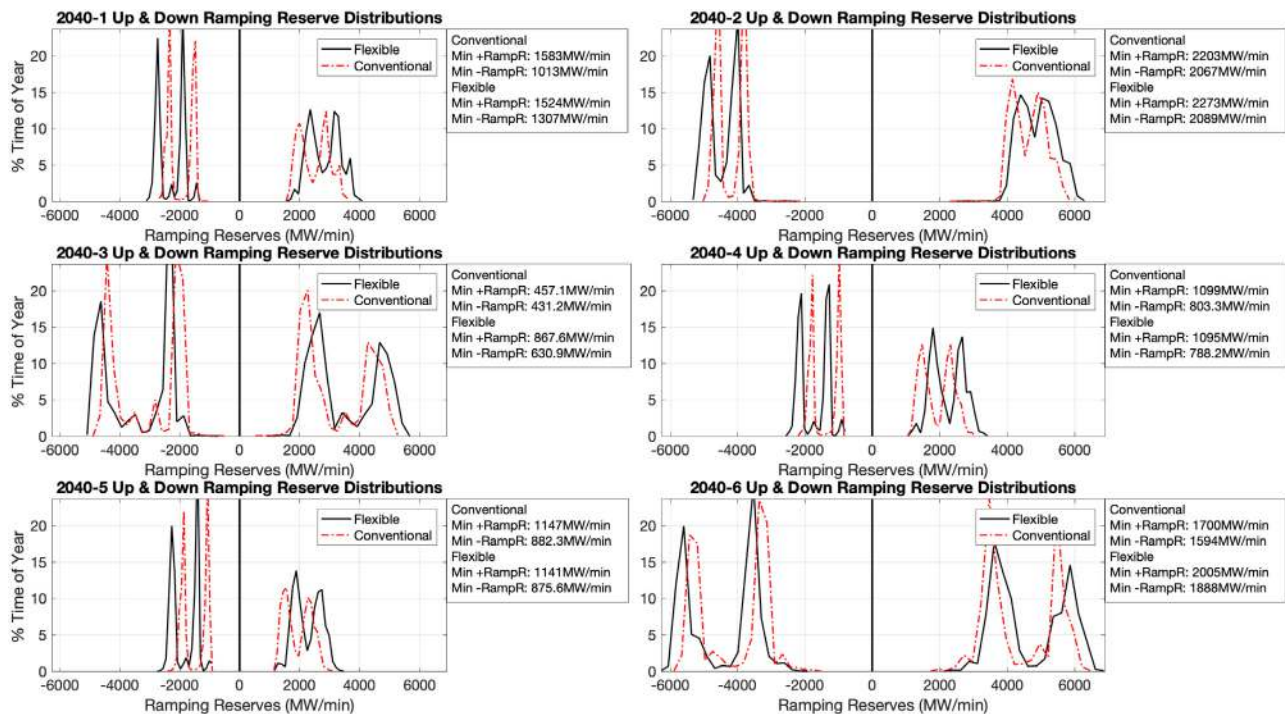 2040-1 Up & Down Ramping Reserve Distributions
% Time of Year
20
15
10
5
0
Flexible
Conventional
Conventional
Min +RampR: 1583MW/min
Min -RampR: 1013MW/min
Flexible
Min +RampR: 1524MW/min
Min -RampR: 1307MW/min
-6000 -4000 -2000 0 2000 4000 6000
Ramping Reserves (MW/min)
2040-2 Up & Down Ramping Reserve Distributions
20
15
10
5
0
Flexible
Conventional
Conventional
Min +RampR: 2203MW/min
Min -RampR: 2067MW/min
Flexible
Min +RampR: 2273MW/min
Min -RampR: 2089MW/min
-6000 -4000 -2000 0 2000 4000 6000
Ramping Reserves (MW/min)
2040-3 Up & Down Ramping Reserve Distributions
% Time of Year
20
15
10
5
0
Flexible
Conventional
Conventional
Min +RampR: 457.1MW/min
Min -RampR: 431.2MW/min
Flexible
Min +RampR: 867.6MW/min
Min -RampR: 630.9MW/min
-6000 -4000 -2000 0 2000 4000 6000
Ramping Reserves (MW/min)
2040-4 Up & Down Ramping Reserve Distributions
20
15
10
5
0
Flexible
Conventional
Conventional
Min +RampR: 1099MW/min
Min -RampR: 803.3MW/min
Flexible
Min +RampR: 1095MW/min
Min -RampR: 788.2MW/min
-6000 -4000 -2000 0 2000 4000 6000
Ramping Reserves (MW/min)
2040-5 Up & Down Ramping Reserve Distributions
% Time of Year
20
15
10
5
0
Flexible
Conventional
Conventional
Min +RampR: 1147MW/min
Min -RampR: 882.3MW/min
Flexible
Min +RampR: 1141MW/min
Min -RampR: 875.6MW/min
-6000 -4000 -2000 0 2000 4000 6000
Ramping Reserves (MW/min)
2040-6 Up & Down Ramping Reserve Distributions
20
15
10
5
0
Flexible
Conventional
Conventional
Min +RampR: 1700MW/min
Min -RampR: 1594MW/min
Flexible
Min +RampR: 2005MW/min
Min -RampR: 1888MW/min
-6000 -4000 -2000 0 2000 4000 6000
Ramping Reserves (MW/min)